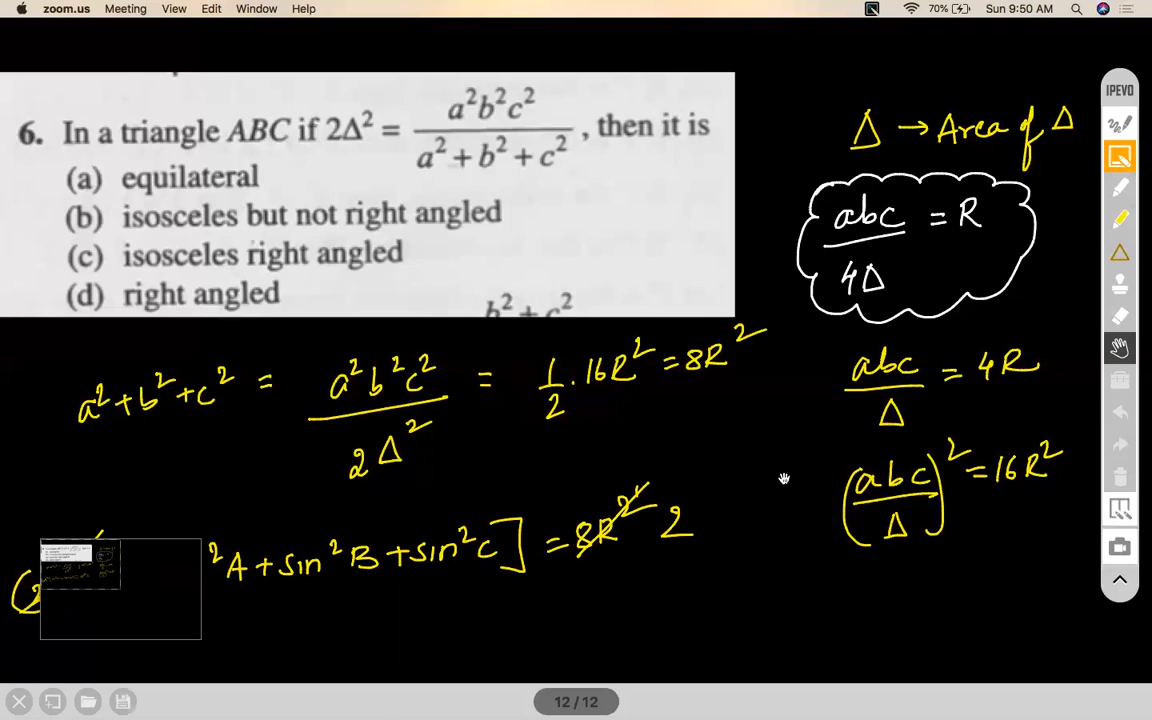 zoom.us Meeting View Edit Window Help 70% Sun 9:50 AM
IPEVO
6. In a triangle ABC if 2Δ² = a²b²c² / a² + b² + c² , then it is
(a) equilateral
(b) isosceles but not right angled
(c) isosceles right angled
(d) right angled
b² + c²
Δ → Area of Δ
abc / 4Δ = R
a² + b² + c² = a²b²c² / 2Δ² = 1/2 . 16R² = 8R²
abc / Δ = 4R
(abc / Δ)² = 16R²
²A + sin²B + sin²C] = 8R² 2
12 / 12